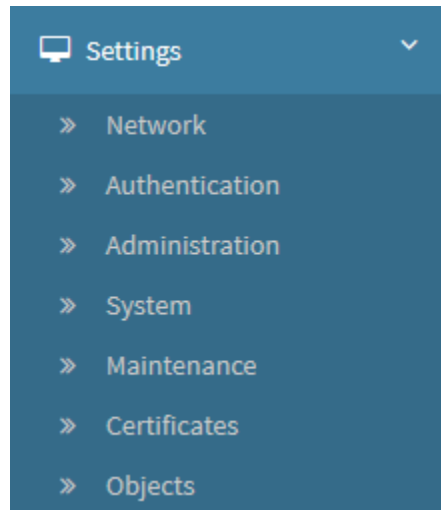 Settings
Network
Authentication
Administration
System
Maintenance
Certificates
Objects